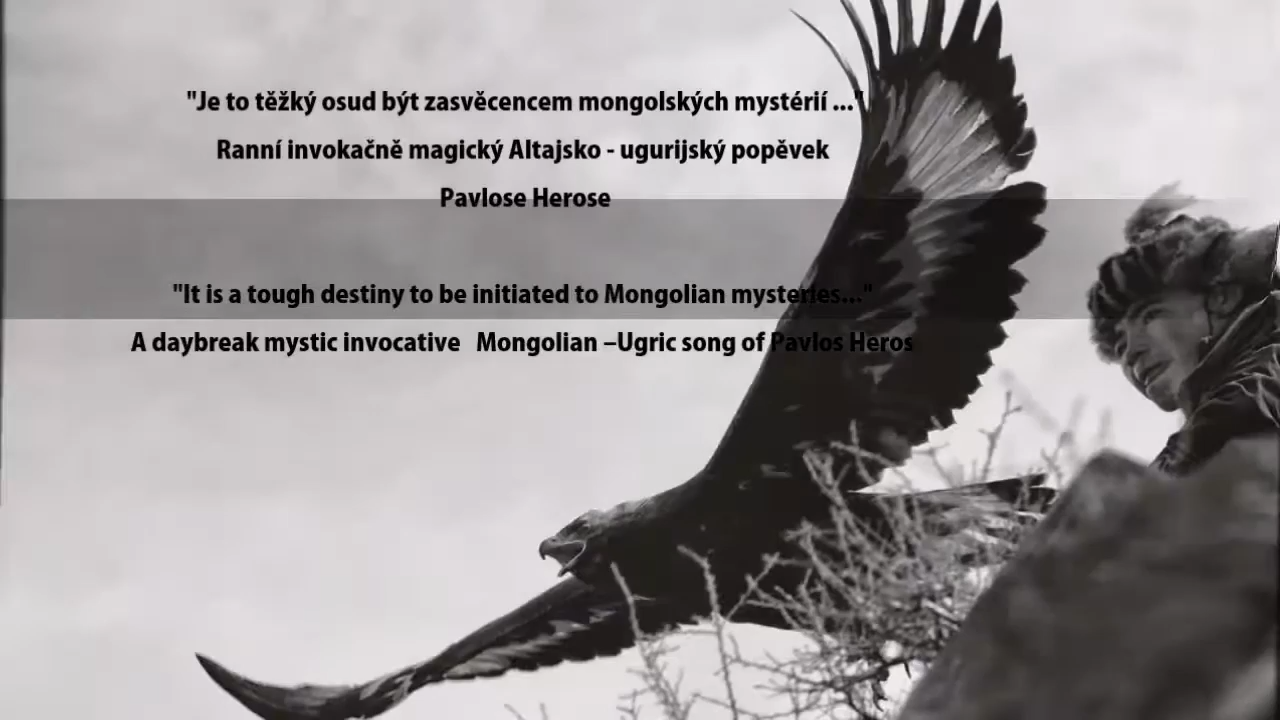 "Je to těžký osud být zasvěcencem mongolských mystérií ..."
Ranní invokačně magický Altajsko - ugurijský popěvek
Pavlose Herose
"It is a tough destiny to be initiated to Mongolian mysteries..."
A daybreak mystic invocative Mongolian –Ugric song of Pavlos Heros